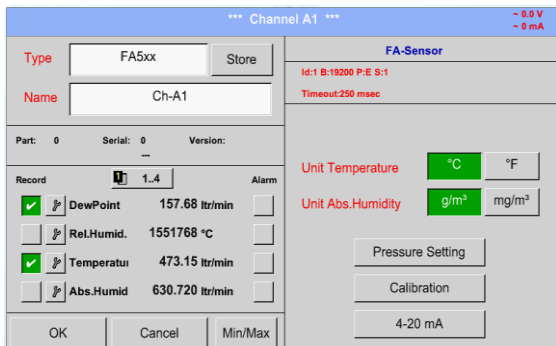 *** Channel A1 ***
~ 0.0 V
~ 0 mA
Type
FA5xx
Store
Name
Ch-A1
Part: 0 Serial: 0 Version:
---
Record
1..4
Alarm
DewPoint 157.68 ltr/min
Rel.Humid. 1551768 °C
Temperatur 473.15 ltr/min
Abs.Humid 630.720 ltr/min
OK
Cancel
Min/Max
FA-Sensor
Id:1 B:19200 P:E S:1
Timeout:250 msec
Unit Temperature
°C
°F
Unit Abs.Humidity
g/m³
mg/m³
Pressure Setting
Calibration
4-20 mA